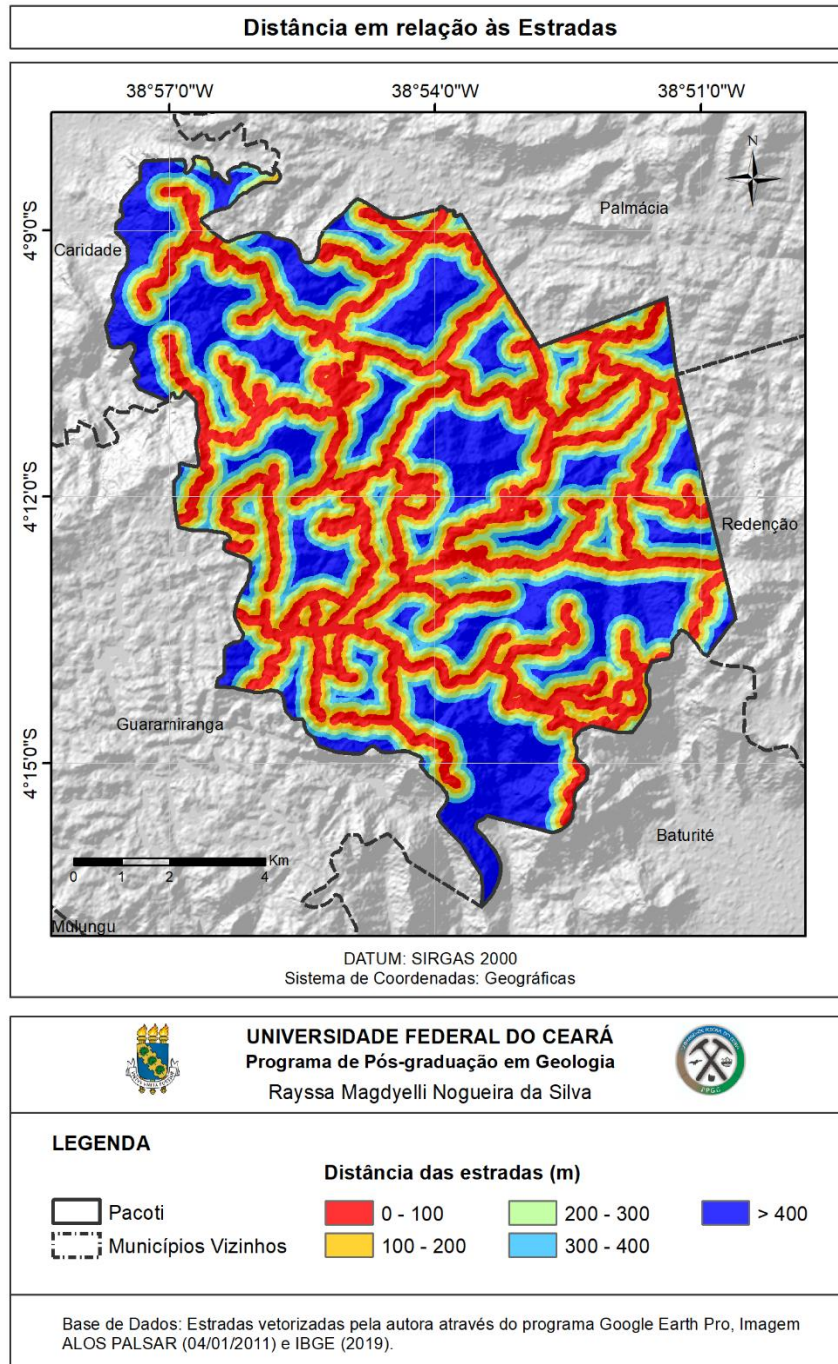 Distância em relação às Estradas
38°57'0"W
38°54'0"W
38°51'0"W
N
Palmácia
4°9'0"S
Caridade
4°12'0"S
Redenção
Guaramiranga
4°15'0"S
Baturité
Km
0 1 2 4
Mulungu
DATUM: SIRGAS 2000
Sistema de Coordenadas: Geográficas
UNIVERSIDADE FEDERAL DO CEARÁ
Programa de Pós-graduação em Geologia
Rayssa Magdyelli Nogueira da Silva
LEGENDA
Distância das estradas (m)
Pacoti
0 - 100
200 - 300
> 400
Municípios Vizinhos
100 - 200
300 - 400
Base de Dados: Estradas vetorizadas pela autora através do programa Google Earth Pro, Imagem
ALOS PALSAR (04/01/2011) e IBGE (2019).